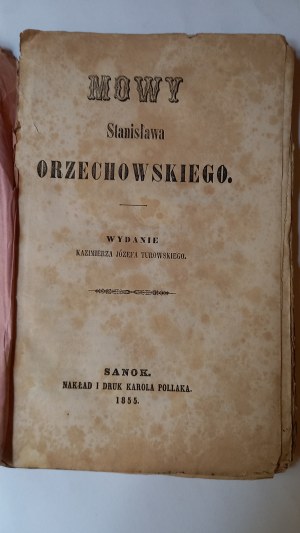 MOWY
Stanisława
ORZECHOWSKIEGO.
WYDANIE
KAZIMIERZA JÓZEFA TUROWSKIEGO.
SANOK.
NAKŁAD I DRUK KAROLA POLLAKA.
1855.